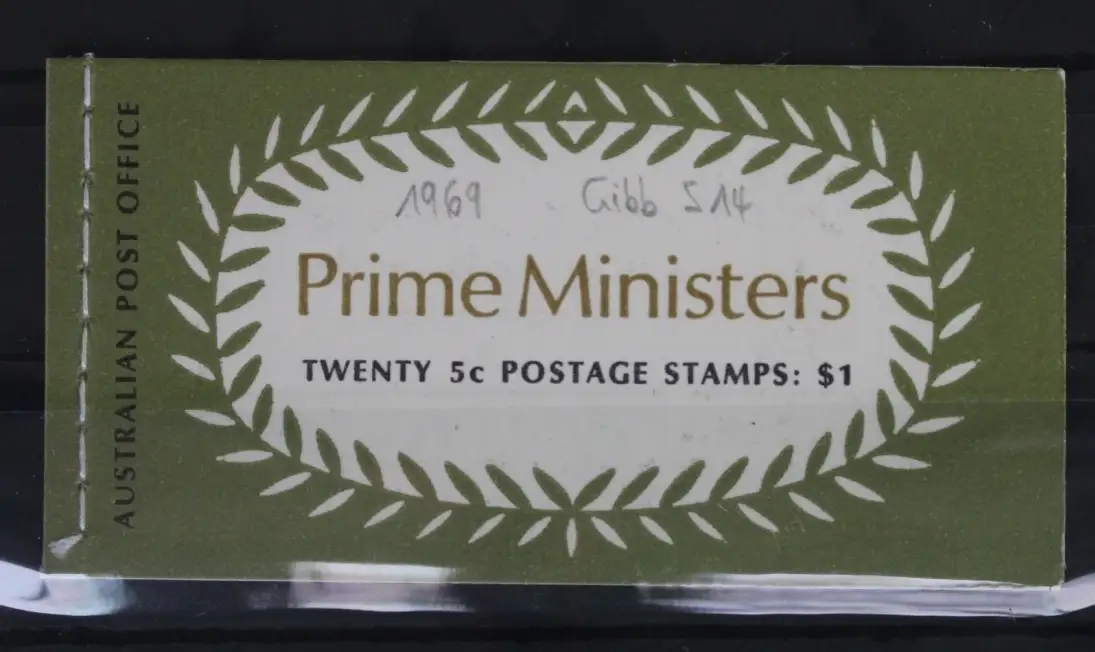 AUSTRALIAN POST OFFICE
1969 Gibb S14
Prime Ministers
TWENTY 5c POSTAGE STAMPS: $1